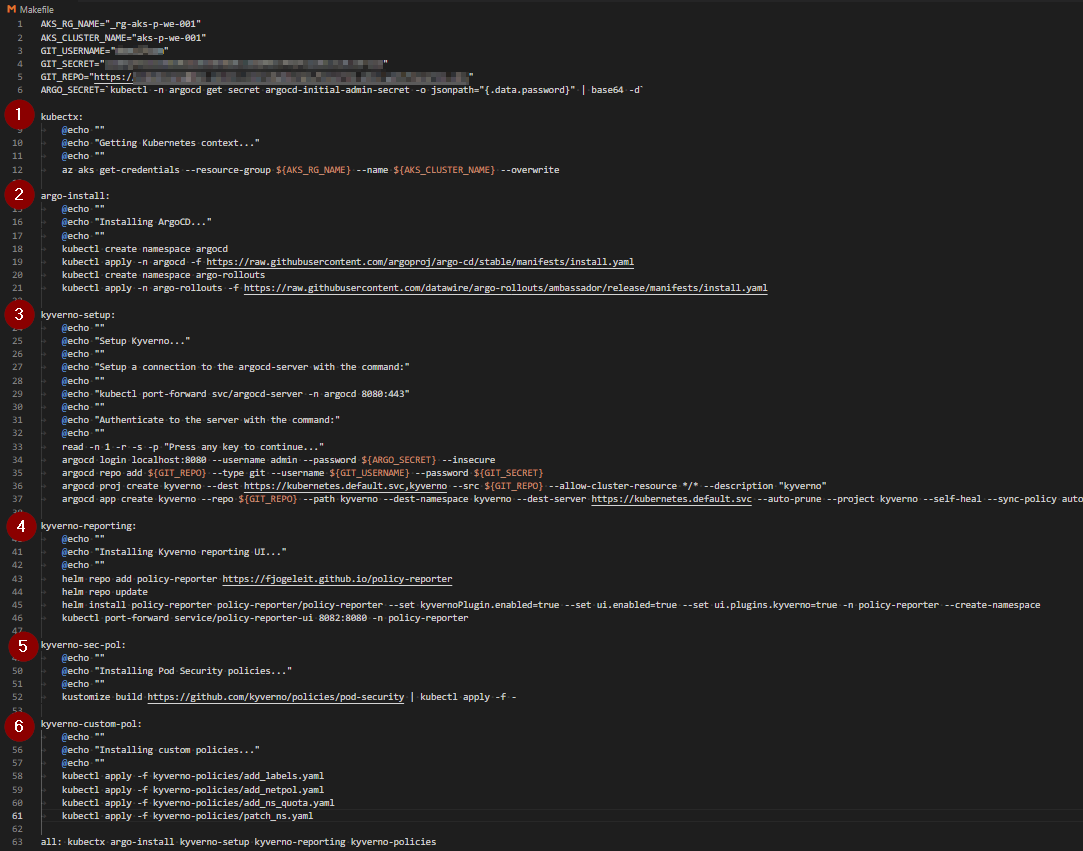 Makefile
1 AKS_RG_NAME="_rg-aks-p-we-001"
2 AKS_CLUSTER_NAME="aks-p-we-001"
3 GIT_USERNAME=" "
4 GIT_SECRET=" "
5 GIT_REPO="https:/ "
6 ARGO_SECRET=`kubectl -n argocd get secret argocd-initial-admin-secret -o jsonpath="{.data.password}" | base64 -d`
1 kubectx:
9 @echo ""
10 @echo "Getting Kubernetes context..."
11 @echo ""
12 az aks get-credentials --resource-group ${AKS_RG_NAME} --name ${AKS_CLUSTER_NAME} --overwrite
2 argo-install:
15 @echo ""
16 @echo "Installing ArgoCD..."
17 @echo ""
18 kubectl create namespace argocd
19 kubectl apply -n argocd -f https://raw.githubusercontent.com/argoproj/argo-cd/stable/manifests/install.yaml
20 kubectl create namespace argo-rollouts
21 kubectl apply -n argo-rollouts -f https://raw.githubusercontent.com/datawire/argo-rollouts/ambassador/release/manifests/install.yaml
3 kyverno-setup:
24 @echo ""
25 @echo "Setup Kyverno..."
26 @echo ""
27 @echo "Setup a connection to the argocd-server with the command:"
28 @echo ""
29 @echo "kubectl port-forward svc/argocd-server -n argocd 8080:443"
30 @echo ""
31 @echo "Authenticate to the server with the command:"
32 @echo ""
33 read -n 1 -r -s -p "Press any key to continue..."
34 argocd login localhost:8080 --username admin --password ${ARGO_SECRET} --insecure
35 argocd repo add ${GIT_REPO} --type git --username ${GIT_USERNAME} --password ${GIT_SECRET}
36 argocd proj create kyverno --dest https://kubernetes.default.svc,kyverno --src ${GIT_REPO} --allow-cluster-resource */* --description "kyverno"
37 argocd app create kyverno --repo ${GIT_REPO} --path kyverno --dest-namespace kyverno --dest-server https://kubernetes.default.svc --auto-prune --project kyverno --self-heal --sync-policy auto
4 kyverno-reporting:
@echo ""
41 @echo "Installing Kyverno reporting UI..."
42 @echo ""
43 helm repo add policy-reporter https://fjogeleit.github.io/policy-reporter
44 helm repo update
45 helm install policy-reporter policy-reporter/policy-reporter --set kyvernoPlugin.enabled=true --set ui.enabled=true --set ui.plugins.kyverno=true -n policy-reporter --create-namespace
46 kubectl port-forward service/policy-reporter-ui 8082:8080 -n policy-reporter
47
5 kyverno-sec-pol:
@echo ""
50 @echo "Installing Pod Security policies..."
51 @echo ""
52 kustomize build https://github.com/kyverno/policies/pod-security | kubectl apply -f -
53
6 kyverno-custom-pol:
@echo ""
56 @echo "Installing custom policies..."
57 @echo ""
58 kubectl apply -f kyverno-policies/add_labels.yaml
59 kubectl apply -f kyverno-policies/add_netpol.yaml
60 kubectl apply -f kyverno-policies/add_ns_quota.yaml
61 kubectl apply -f kyverno-policies/patch_ns.yaml
62
63 all: kubectx argo-install kyverno-setup kyverno-reporting kyverno-policies